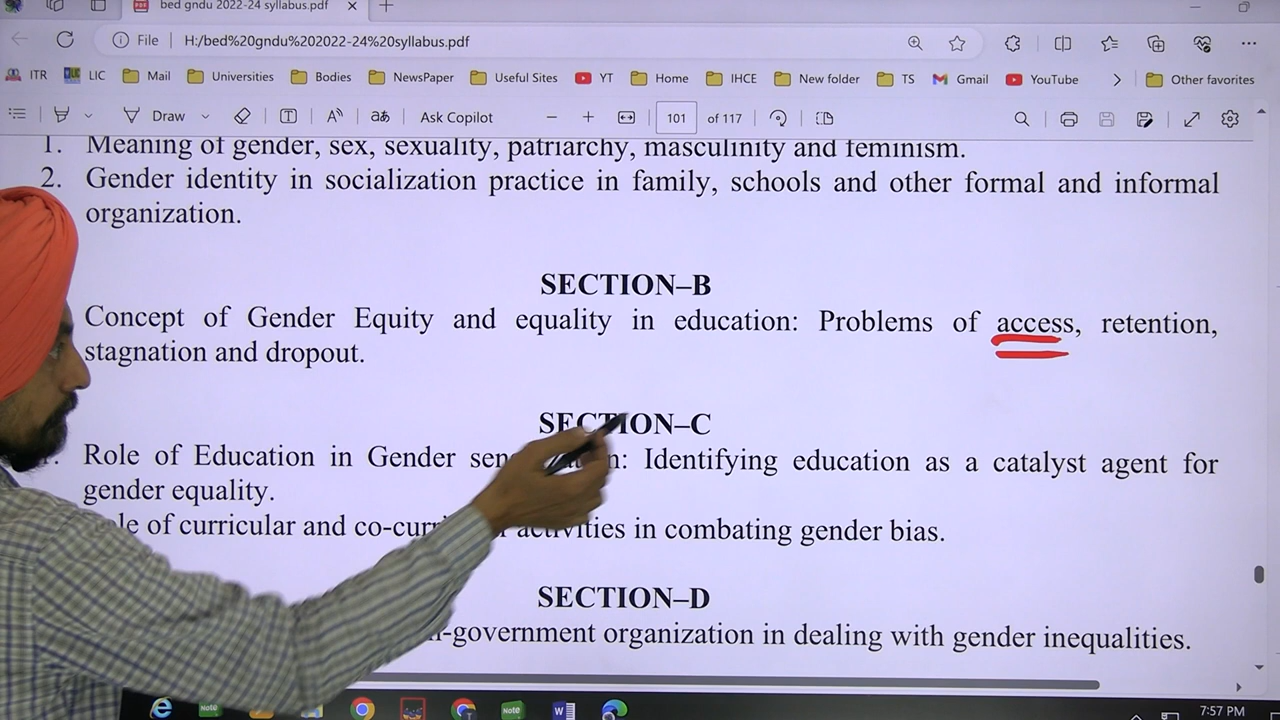 bed gndu 2022-24 syllabus.pdf
File H:/bed%20gndu%202022-24%20syllabus.pdf
ITR LIC Mail Universities Bodies NewsPaper Useful Sites YT Home IHCE New folder TS Gmail YouTube Other favorites
Draw aあ Ask Copilot 101 of 117
1. Meaning of gender, sex, sexuality, patriarchy, masculinity and feminism.
2. Gender identity in socialization practice in family, schools and other formal and informal
organization.
SECTION–B
Concept of Gender Equity and equality in education: Problems of access, retention,
stagnation and dropout.
SECTION–C
Role of Education in Gender : Identifying education as a catalyst agent for
gender equality.
of curricular and activities in combating gender bias.
SECTION–D
-government organization in dealing with gender inequalities.
Note Note
7:57 PM